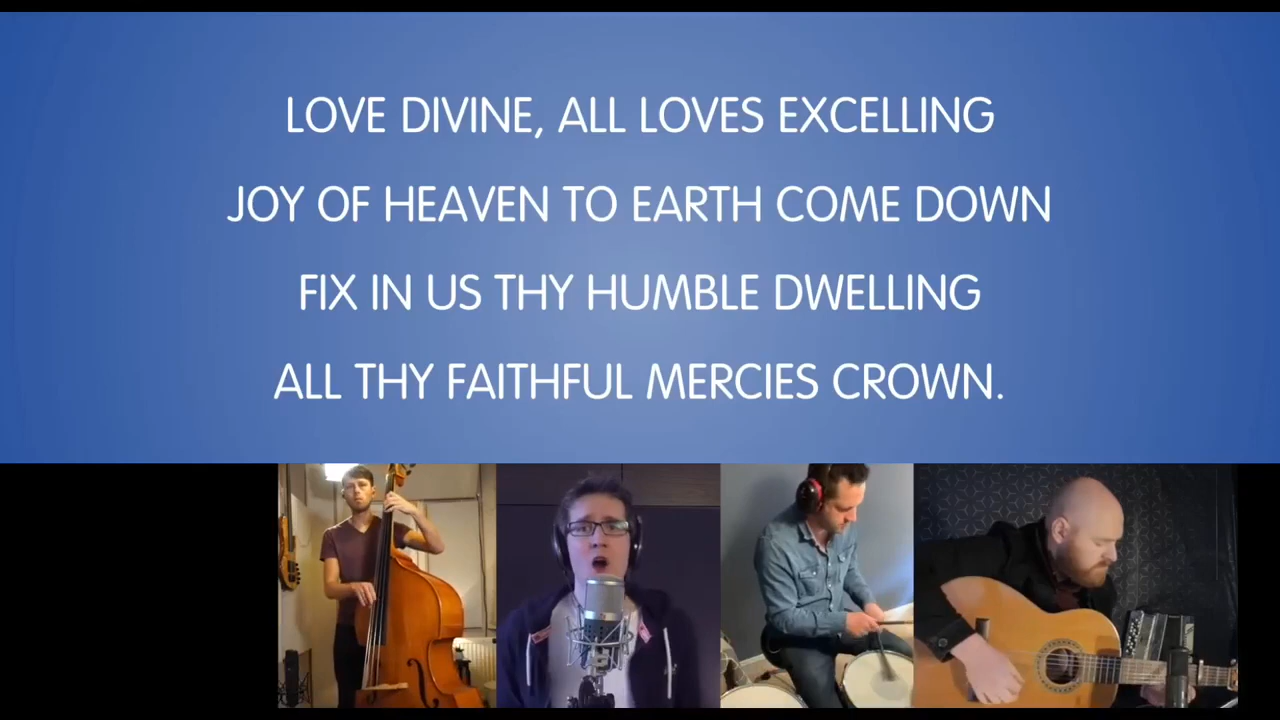 LOVE DIVINE, ALL LOVES EXCELLING
JOY OF HEAVEN TO EARTH COME DOWN
FIX IN US THY HUMBLE DWELLING
ALL THY FAITHFUL MERCIES CROWN.